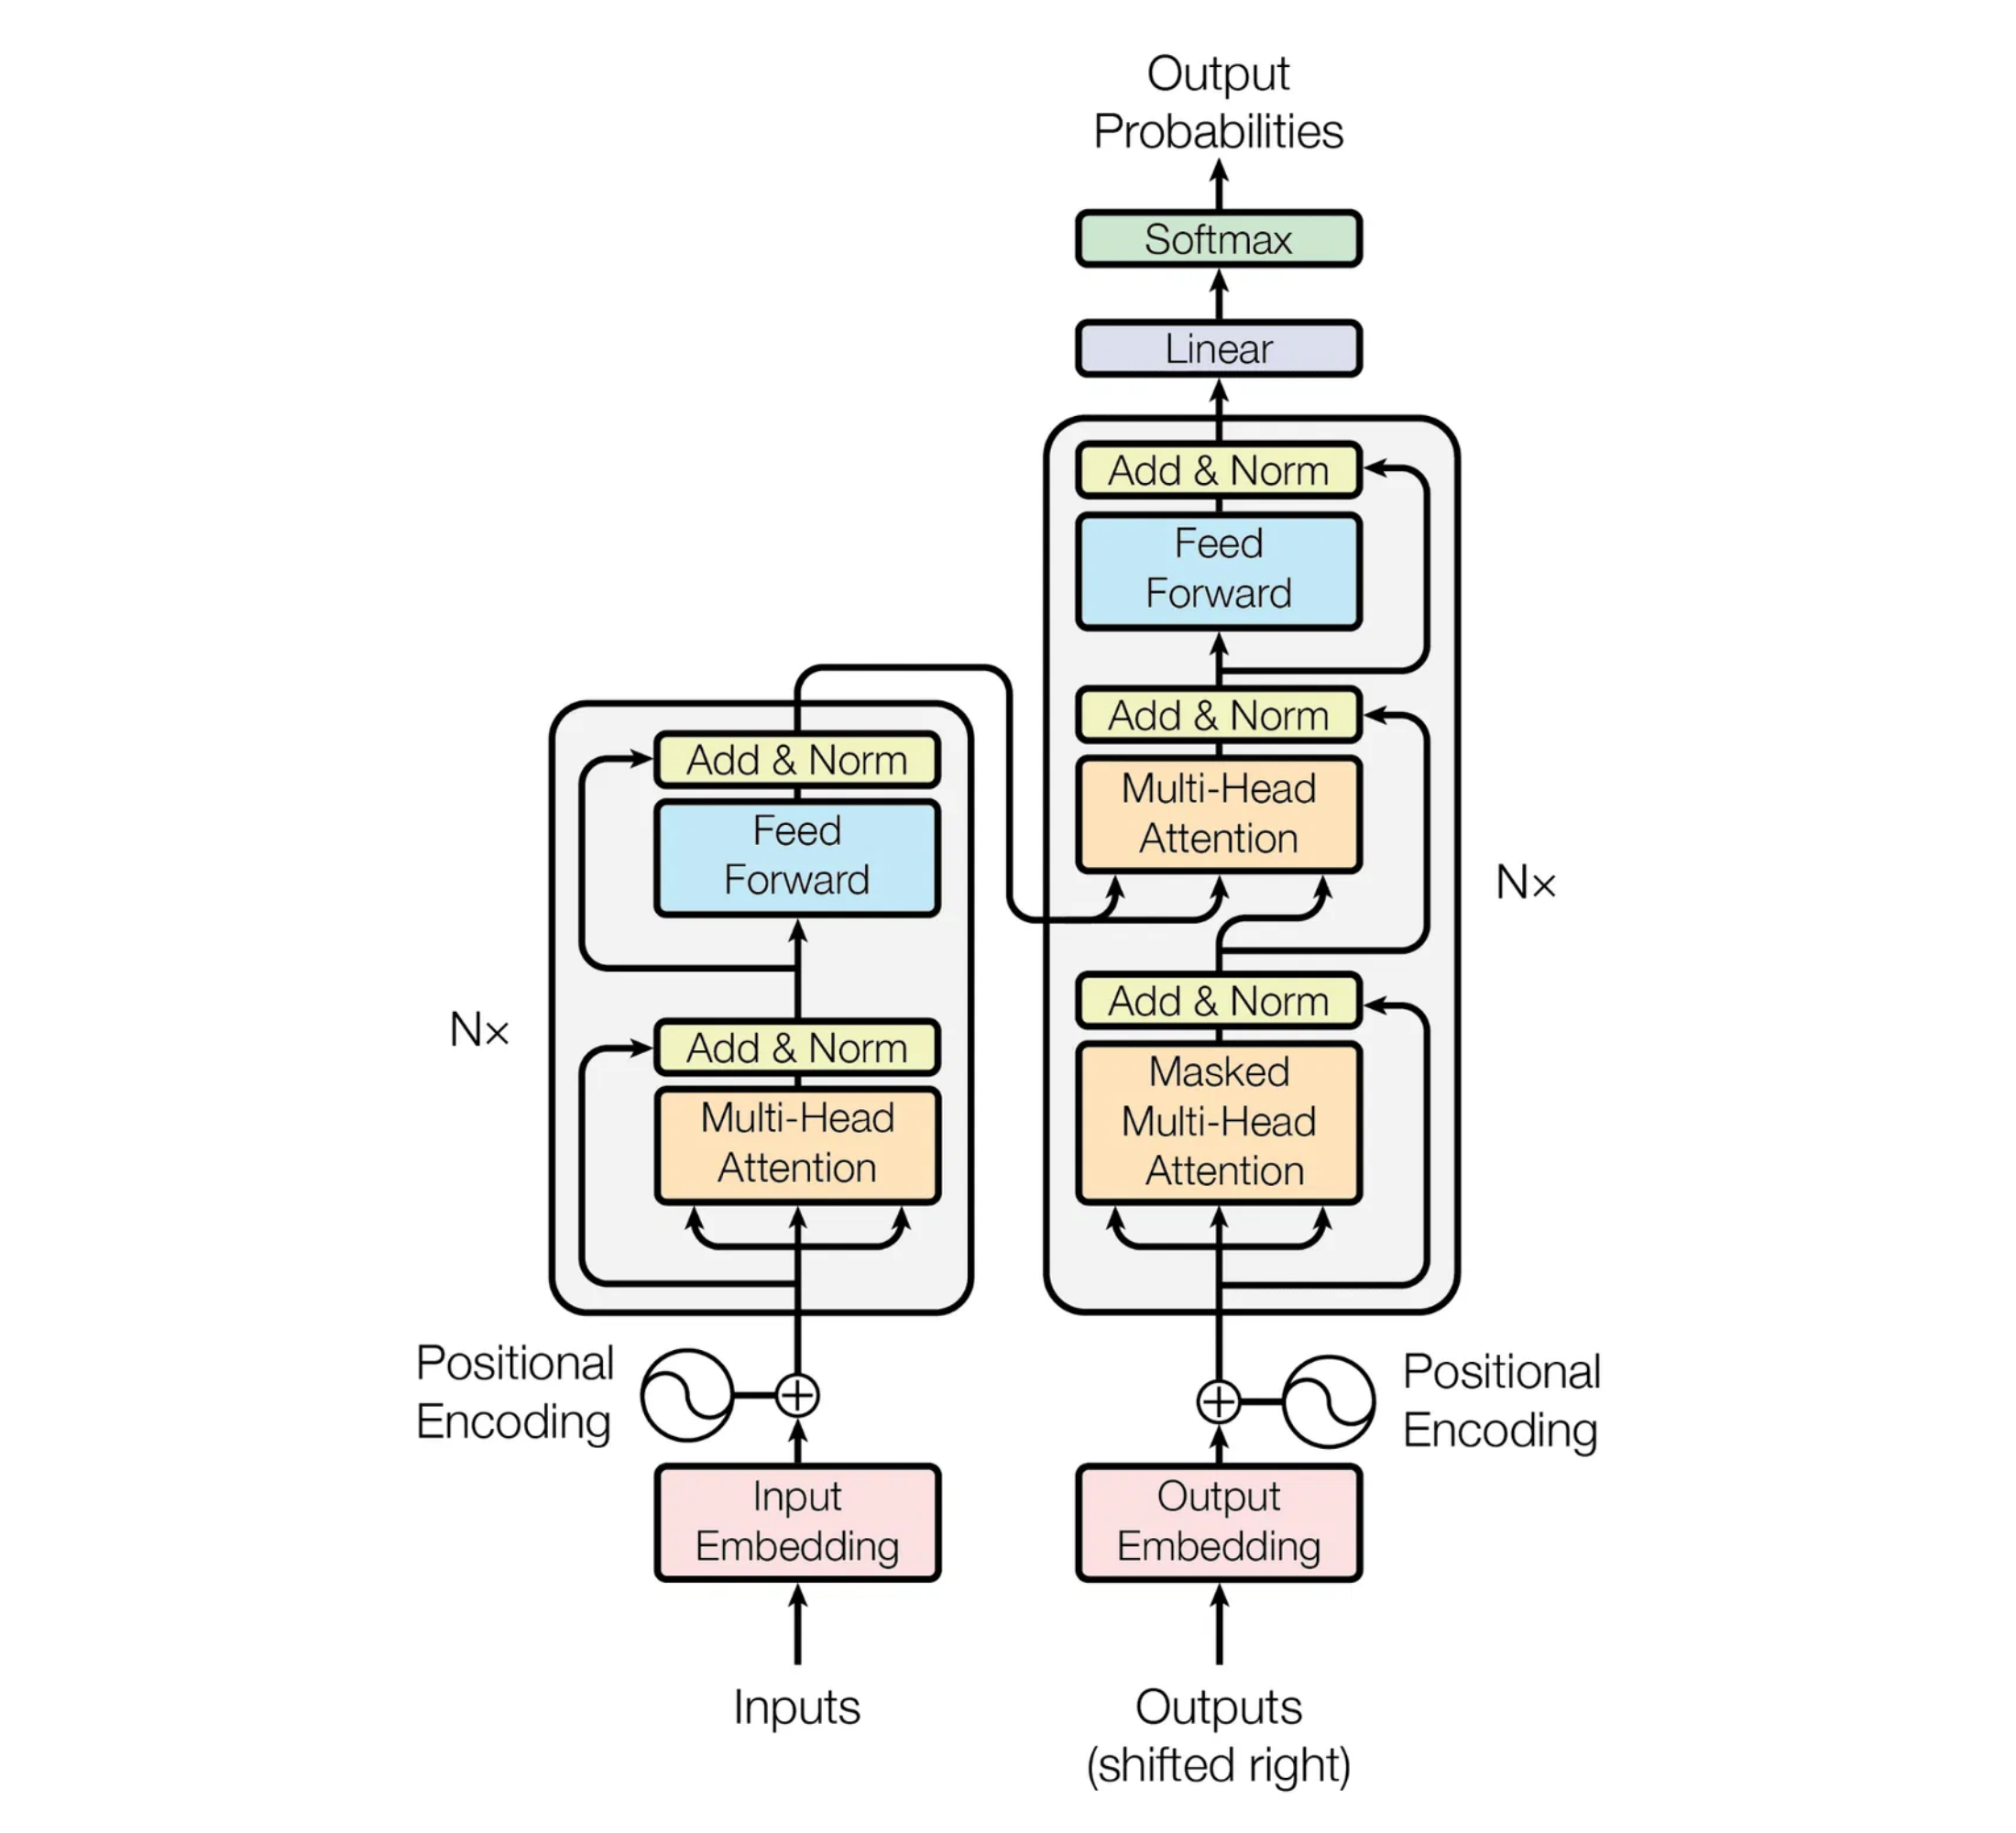 Output
Probabilities
Softmax
Linear
Add & Norm
Feed
Forward
Add & Norm
Multi-Head
Attention
Add & Norm
Masked
Multi-Head
Attention
N×
Add & Norm
Feed
Forward
Add & Norm
Multi-Head
Attention
N×
Positional
Encoding
Positional
Encoding
Input
Embedding
Output
Embedding
Inputs
Outputs
(shifted right)